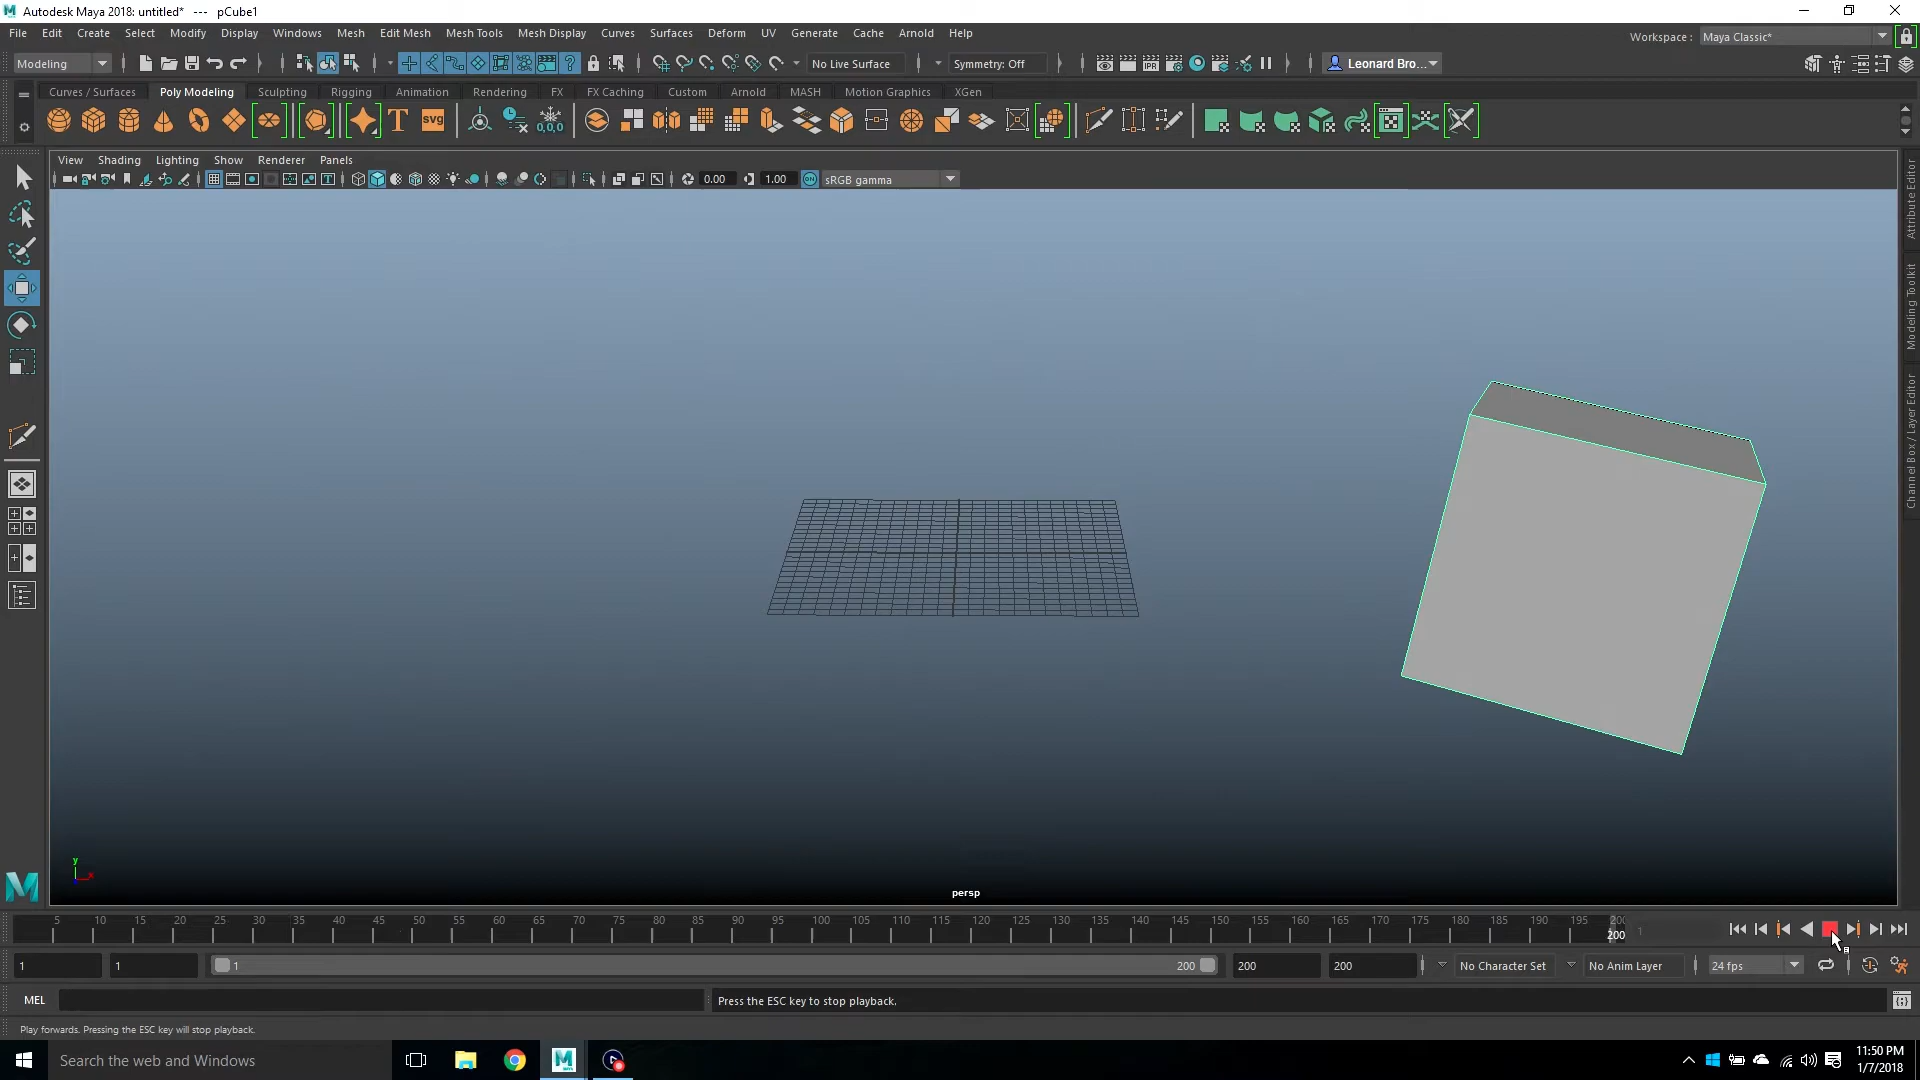 Autodesk Maya 2018: untitled* --- pCube1
File Edit Create Select Modify Display Windows Mesh Edit Mesh Mesh Tools Mesh Display Curves Surfaces Deform UV Generate Cache Arnold Help
Workspace : Maya Classic*
Modeling No Live Surface Symmetry: Off IPR Leonard Bro...
Curves / Surfaces Poly Modeling Sculpting Rigging Animation Rendering FX FX Caching Custom Arnold MASH Motion Graphics XGen
T svg 0,0,0
View Shading Lighting Show Renderer Panels
0.00 1.00 ON sRGB gamma
Attribute Editor
Modeling Toolkit
Channel Box / Layer Editor
y
x
persp
5 10 15 20 25 30 35 40 45 50 55 60 65 70 75 80 85 90 95 100 105 110 115 120 125 130 135 140 145 150 155 160 165 170 175 180 185 190 195 200
200 1
1 1 1 200 200 200 No Character Set No Anim Layer 24 fps
MEL Press the ESC key to stop playback.
Play forwards. Pressing the ESC key will stop playback.
Search the web and Windows
11:50 PM
1/7/2018